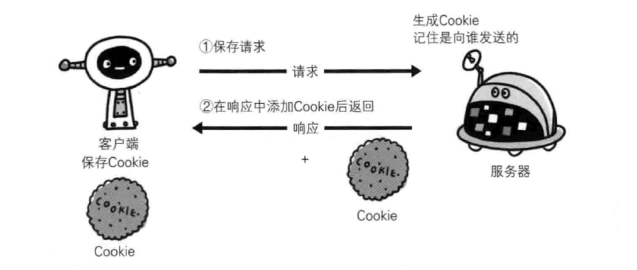 生成Cookie
记住是向谁发送的
①保存请求
请求
②在响应中添加Cookie后返回
响应
+
客户端
保存Cookie
COOKIE.
COOKIE.
服务器
Cookie
Cookie